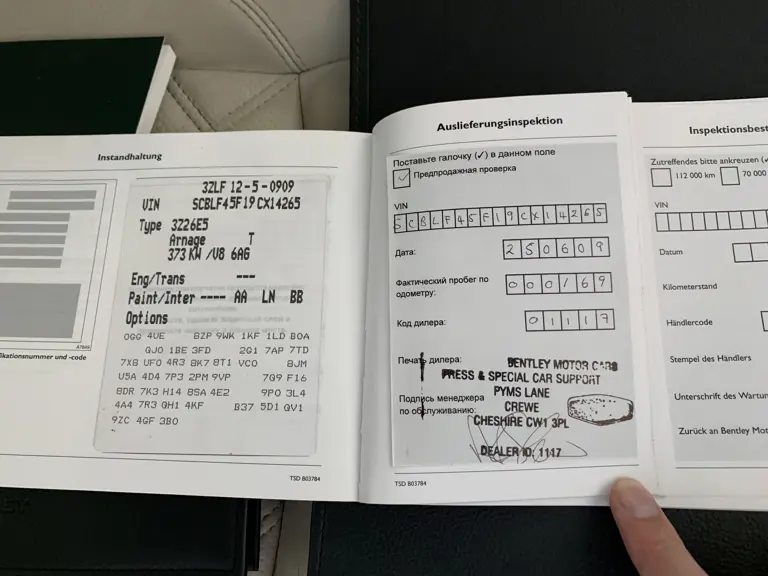 Instandhaltung
3ZLF 12-5-0909
VIN SCBLF45F19CX14265
Type 3Z26E5
Arnage T
373 KW /V8 6AG
Eng/Trans ---
Paint/Inter ---- AA LN BB
Options
0GG 4UE BZP 9WK 1KF 1LD B0A
GJ0 1BE 3FD 2G1 7AP 7TD
7X8 UF0 4R3 8K7 8T1 VC0 8JM
U5A 4D4 7P3 2PM 9VP 7G9 F16
8DR 7K3 H14 8SA 4E2 9P0 3L4
4A4 7R3 GH1 4KF B37 5D1 QV1
9ZC 4GF 3B0
ikationsnummer und -code
TSD 803784
Auslieferungsinspektion
Поставьте галочку (✓) в данном поле
✓ Предпродажная проверка
VIN
SCBLF45F19CX14265
Дата: 250609
Фактический пробег по
одометру: 000169
Код дилера: 01117
Печать дилера:
BENTLEY MOTOR CARS
PRESS & SPECIAL CAR SUPPORT
PYMS LANE
Подпись менеджера
CREWE
по обслуживанию:
CHESHIRE CW1 3PL
DEALER ID: 1147
TSD 803784
Inspektionsbest
Zutreffendes bitte ankreuzen (✓
112 000 km 70 000
VIN
Datum
Kilometerstand
Händlercode
Stempel des Händlers
Unterschrift des Wartun
Zurück an Bentley Mot